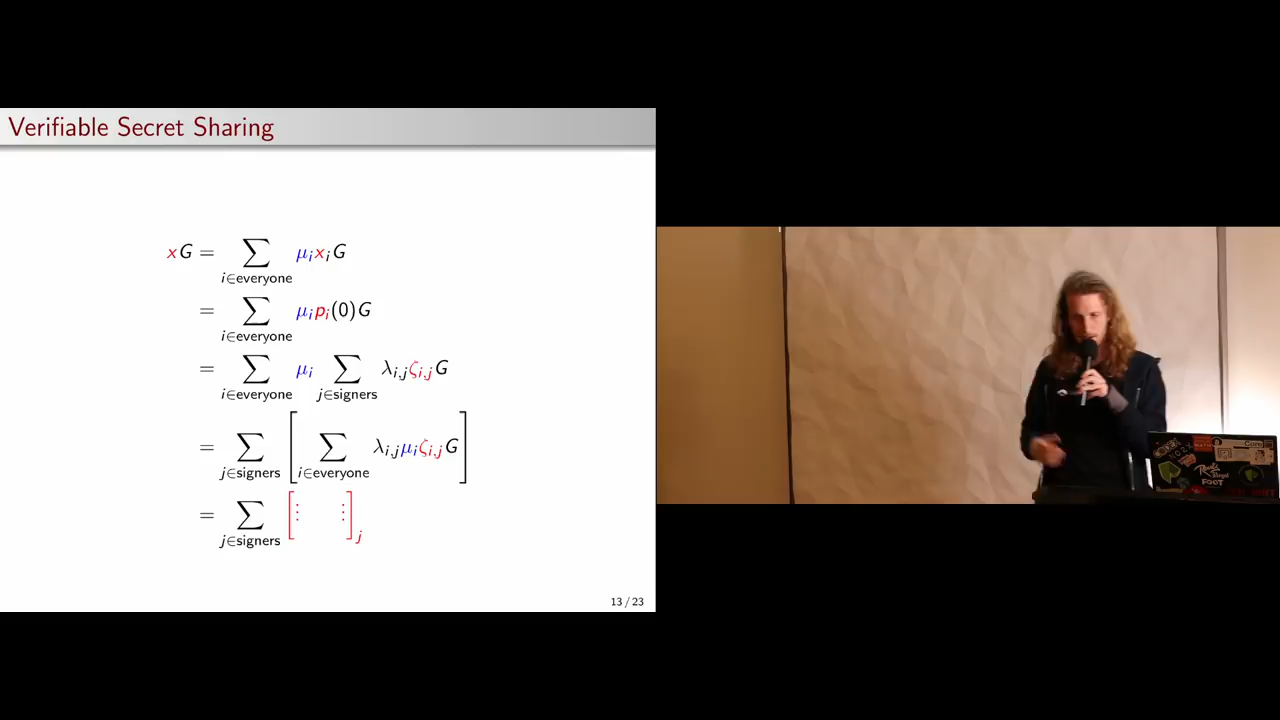 Verifiable Secret Sharing
xG = ∑_{i∈everyone} μ_i x_i G
= ∑_{i∈everyone} μ_i p_i(0)G
= ∑_{i∈everyone} μ_i ∑_{j∈signers} λ_{i,j} ζ_{i,j} G
= ∑_{j∈signers} [ ∑_{i∈everyone} λ_{i,j} μ_i ζ_{i,j} G ]
= ∑_{j∈signers} [⋮ ⋮]_j
13 / 23
FOOT